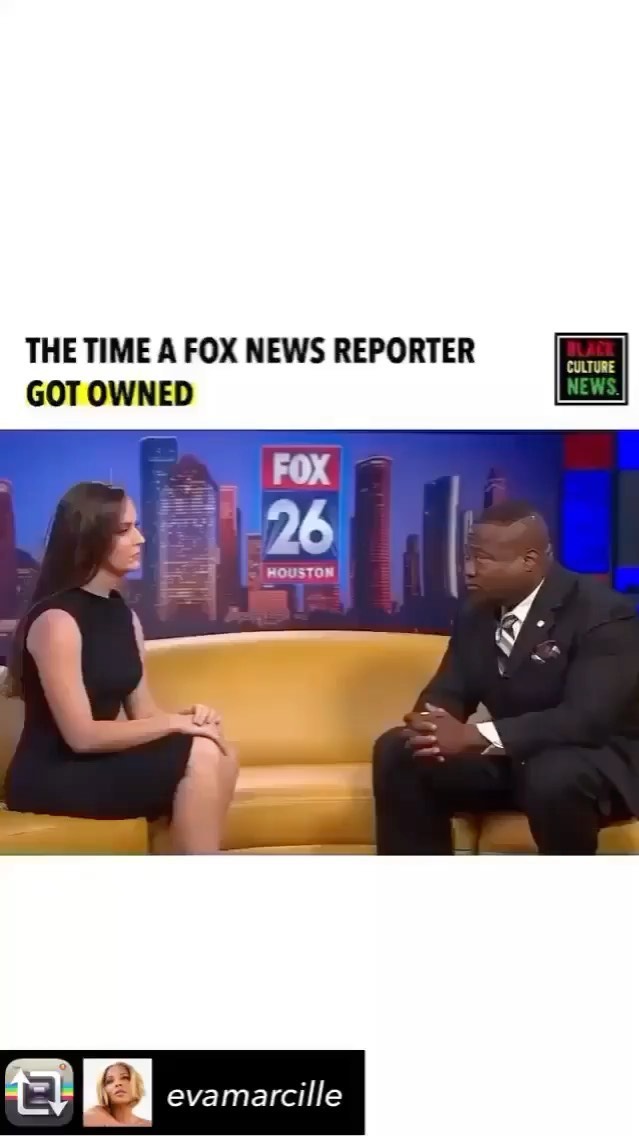 THE TIME A FOX NEWS REPORTER
GOT OWNED
BLACK
CULTURE
NEWS.
FOX
26
HOUSTON
evamarcille